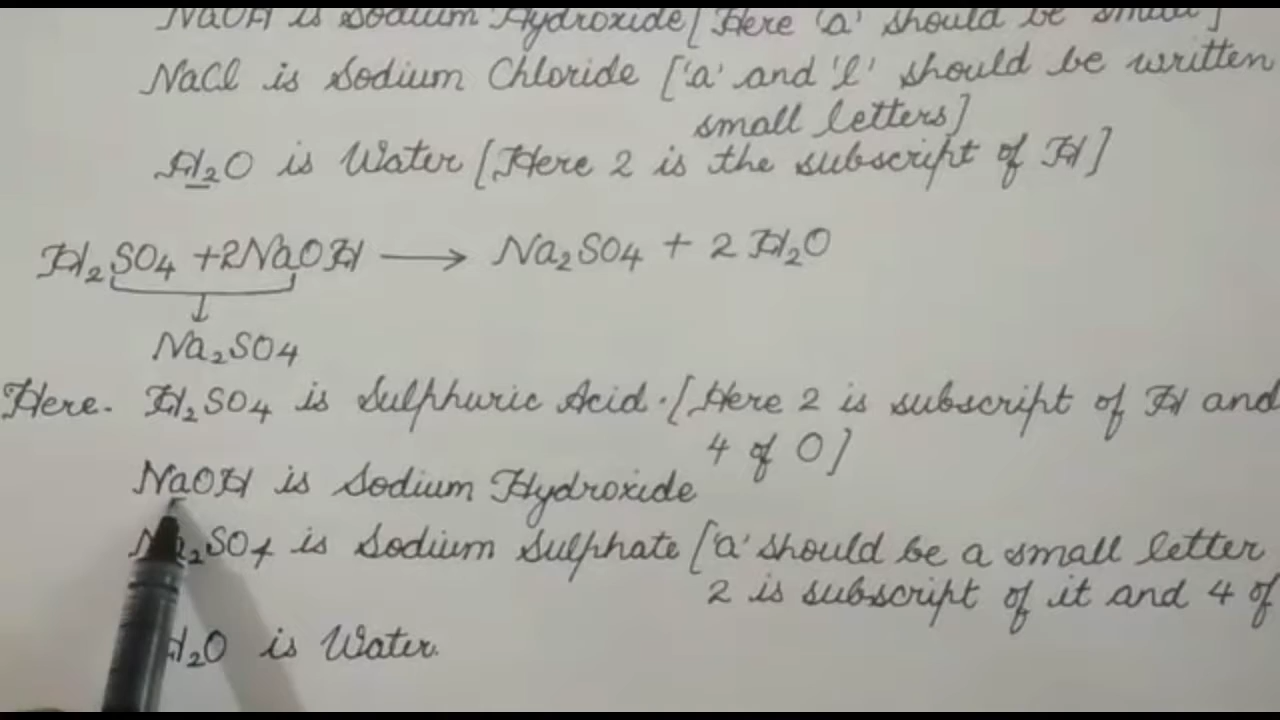 NaOH is Sodium Hydroxide [Here 'a' should be small]
NaCl is Sodium Chloride ['a' and 'l' should be written
small letters]
H₂O is Water [Here 2 is the subscript of H]
H₂SO₄ + 2NaOH ⟶ Na₂SO₄ + 2 H₂O
Na₂SO₄
Here. H₂SO₄ is Sulphuric Acid. [Here 2 is subscript of H and
4 of O]
NaOH is Sodium Hydroxide
Na₂SO₄ is Sodium Sulphate ['a' should be a small letter
2 is subscript of it and 4 of
H₂O is Water.